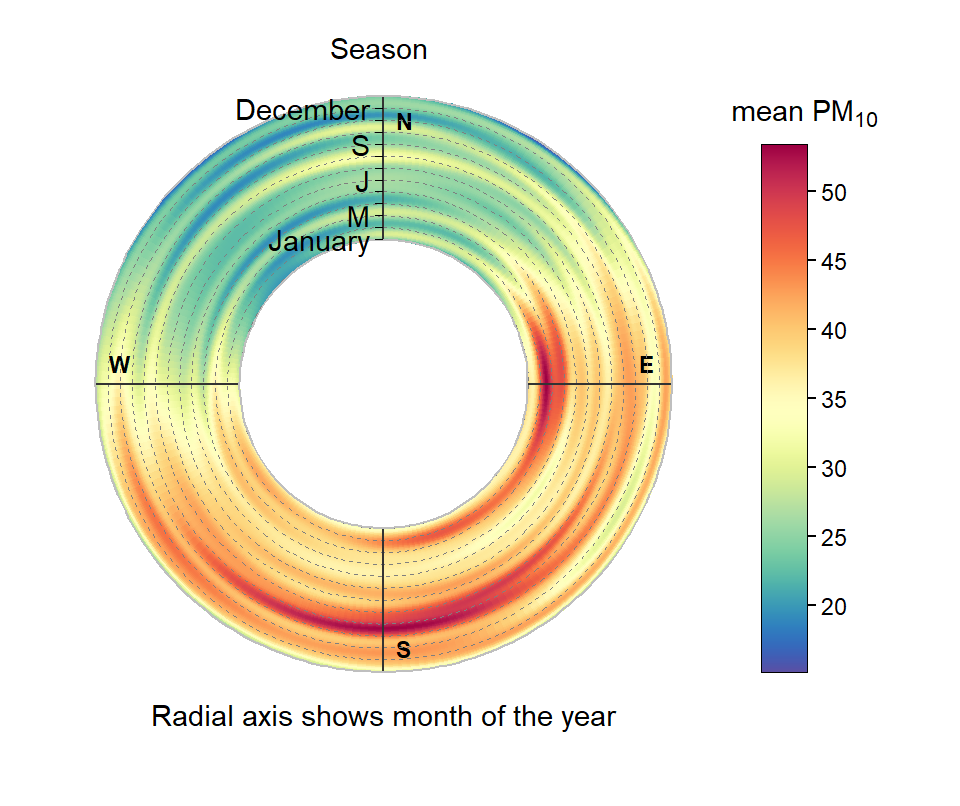 Season
December
N
S
J
M
January
W
E
S
Radial axis shows month of the year
mean PM₁₀
50
45
40
35
30
25
20